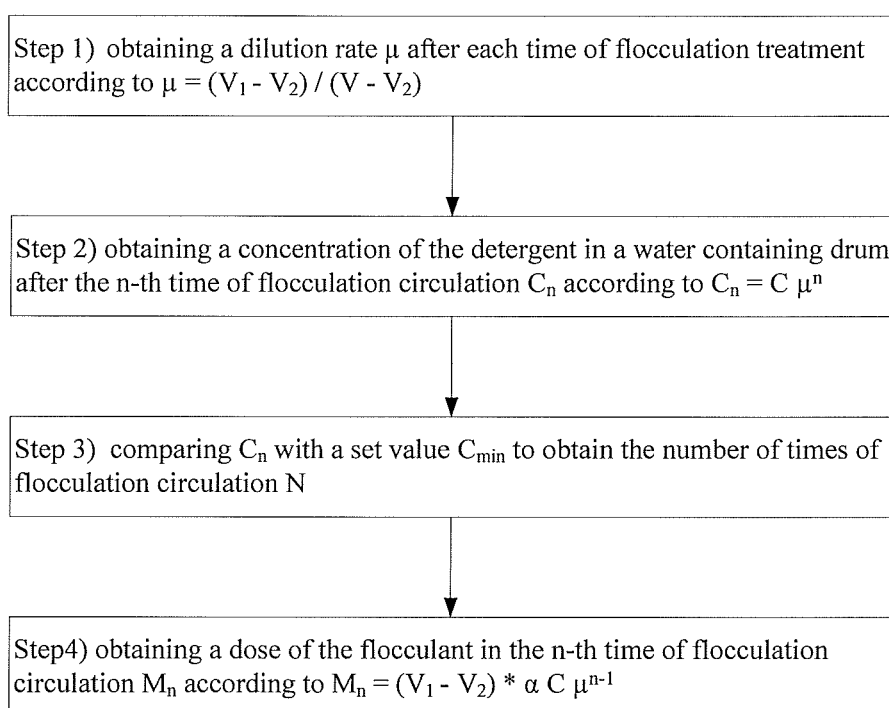 Step 1) obtaining a dilution rate μ after each time of flocculation treatment
according to μ = (V₁ - V₂) / (V - V₂)
Step 2) obtaining a concentration of the detergent in a water containing drum
after the n-th time of flocculation circulation Cₙ according to Cₙ = C μⁿ
Step 3) comparing Cₙ with a set value Cₘᵢₙ to obtain the number of times of
flocculation circulation N
Step4) obtaining a dose of the flocculant in the n-th time of flocculation
circulation Mₙ according to Mₙ = (V₁ - V₂) * α C μⁿ⁻¹